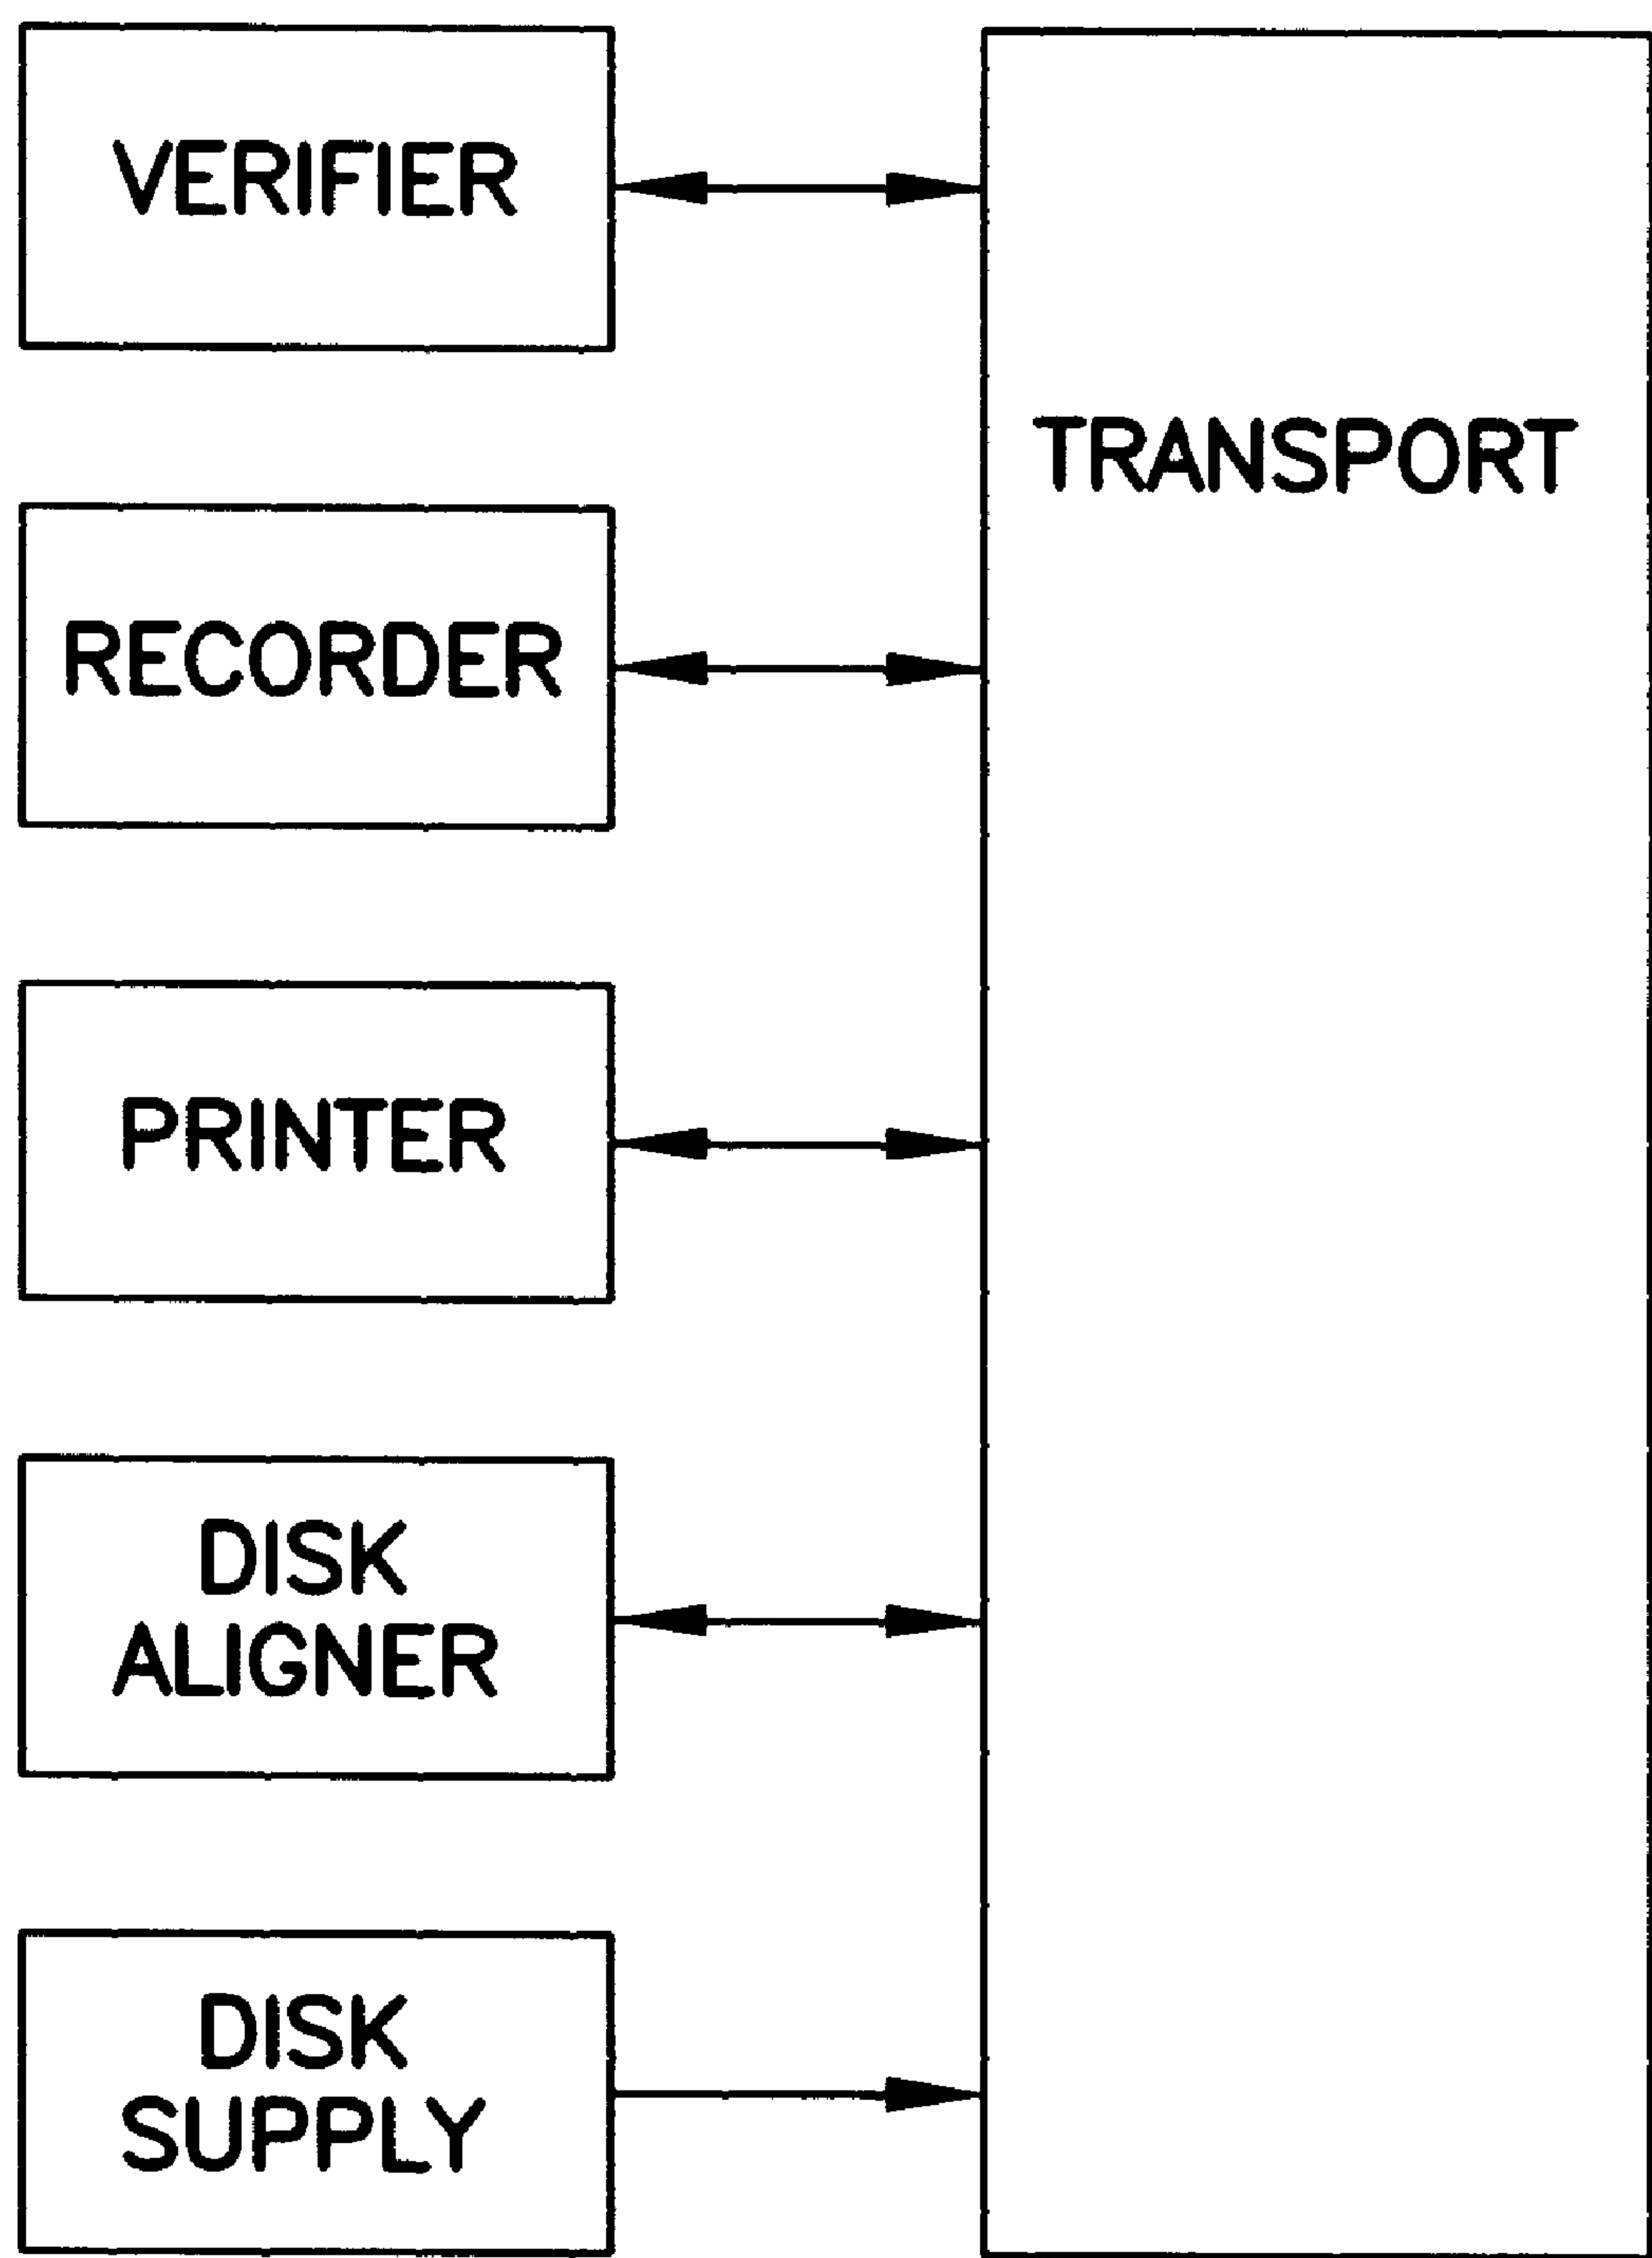 VERIFIER
TRANSPORT
RECORDER
PRINTER
DISK
ALIGNER
DISK
SUPPLY